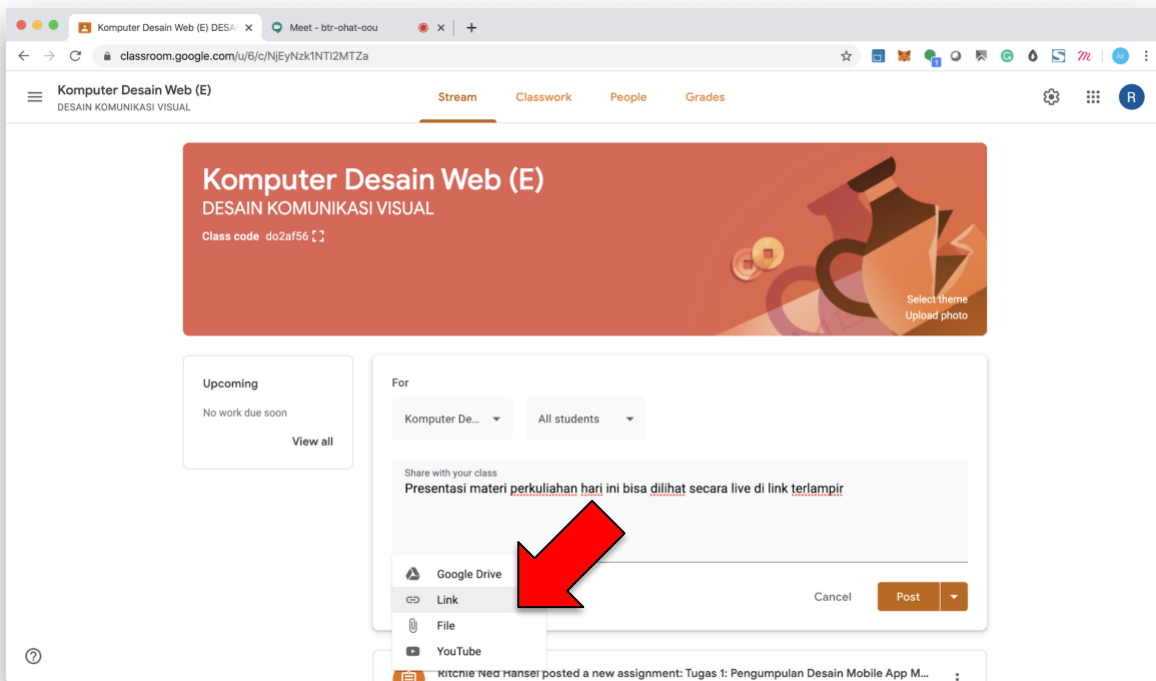 Komputer Desain Web (E) DESAI
Meet - btr-ohat-oou
classroom.google.com/u/6/c/NjEyNzk1NTI2MTZa
1
Komputer Desain Web (E)
DESAIN KOMUNIKASI VISUAL
Stream Classwork People Grades
R
Komputer Desain Web (E)
DESAIN KOMUNIKASI VISUAL
Class code do2af56
Select theme
Upload photo
Upcoming
No work due soon
View all
For
Komputer De... All students
Share with your class
Presentasi materi perkuliahan hari ini bisa dilihat secara live di link terlampir
Google Drive
Link
File
YouTube
Cancel Post
Ritchie Ned Hansel posted a new assignment: Tugas 1: Pengumpulan Desain Mobile App M...